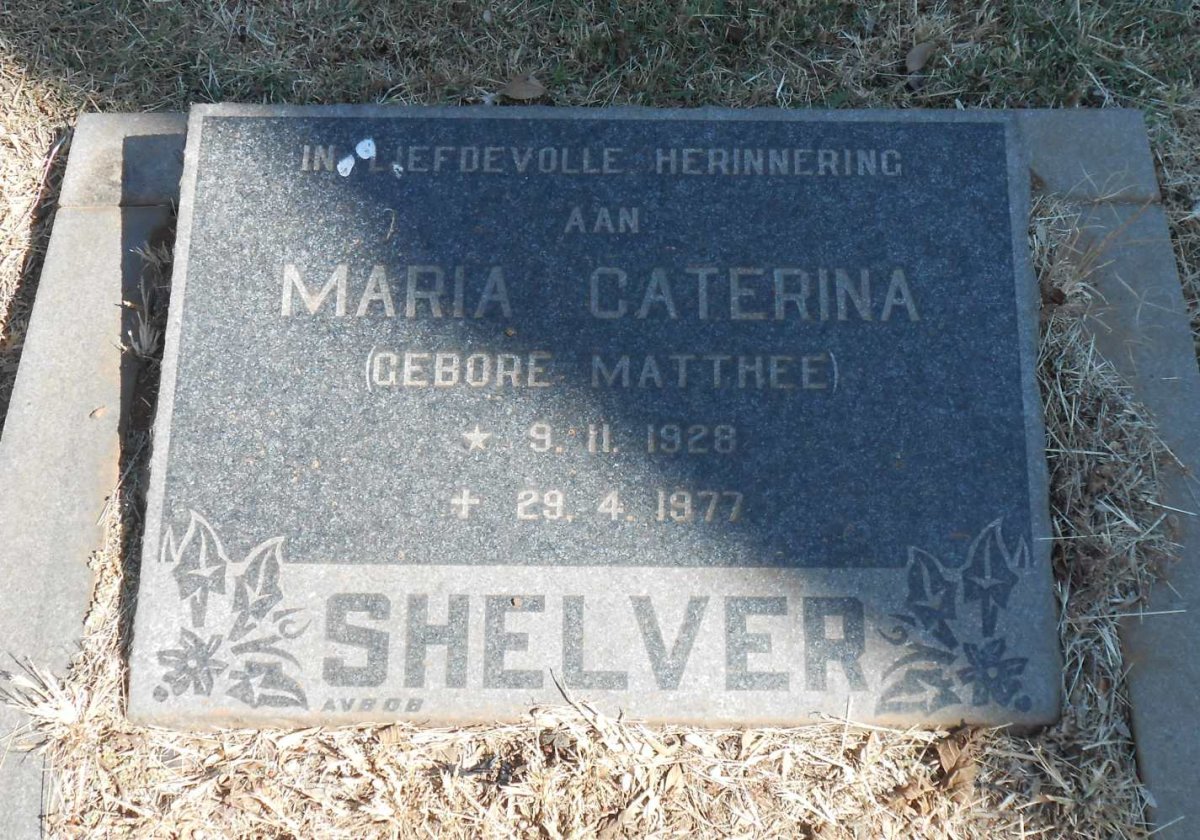 IN LIEFDEVOLLE HERINNERING
AAN
MARIA CATERINA
(GEBORE MATTHEE)
★ 9. 11. 1928
✝ 29. 4. 1977
SHELVER
AVBOB